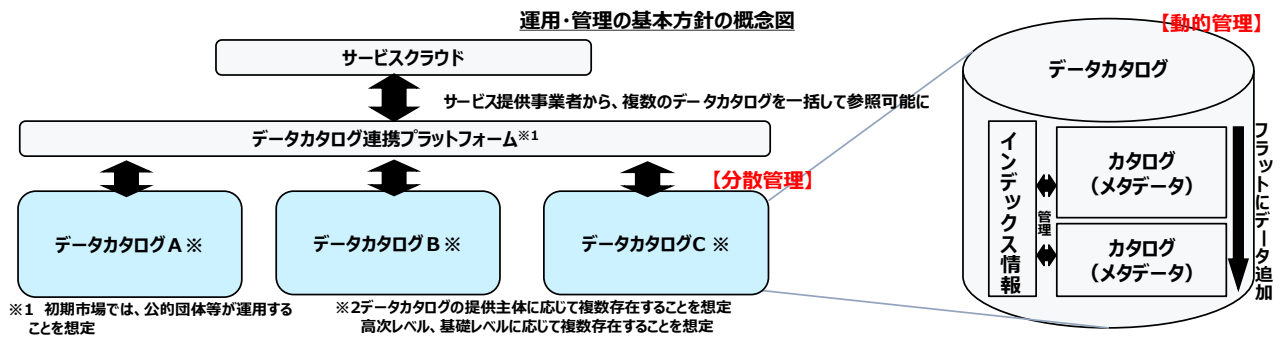 運用・管理の基本方針の概念図
サービスクラウド
サービス提供事業者から、複数のデータカタログを一括して参照可能に
データカタログ連携プラットフォーム※1
【分散管理】
データカタログA ※
データカタログB ※
データカタログC ※
※1 初期市場では、公的団体等が運用する
ことを想定
※2データカタログの提供主体に応じて複数存在することを想定
高次レベル、基礎レベルに応じて複数存在することを想定
【動的管理】
データカタログ
インデックス情報
管理
カタログ
（メタデータ）
カタログ
（メタデータ）
フラットにデータ追加